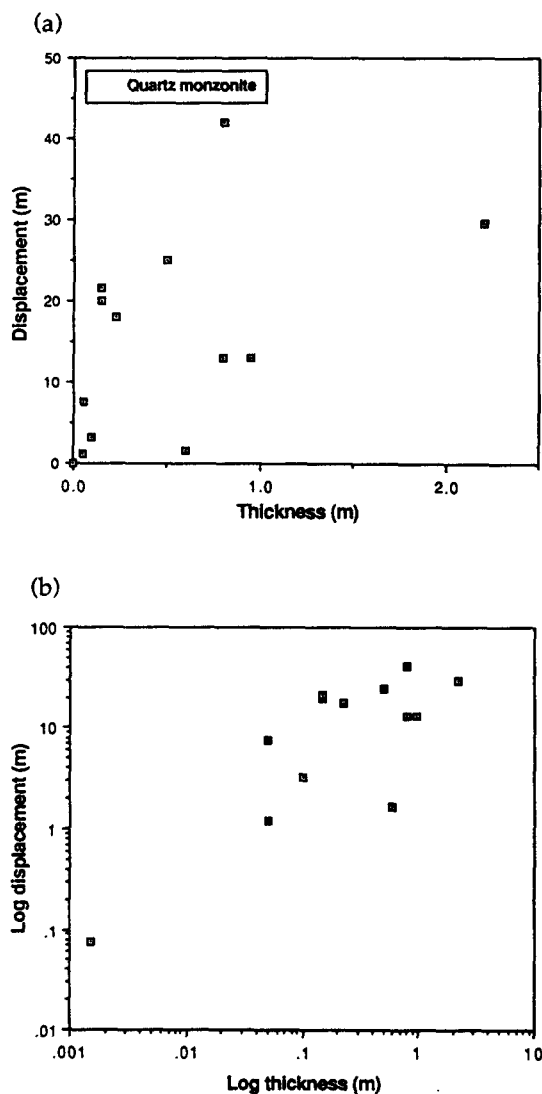 (a)
50
Quartz monzonite
40
30
20
10
0
Displacement (m)
0.0 1.0 2.0
Thickness (m)
(b)
100
10
1
.1
.01
Log displacement (m)
.001 .01 .1 1 10
Log thickness (m)